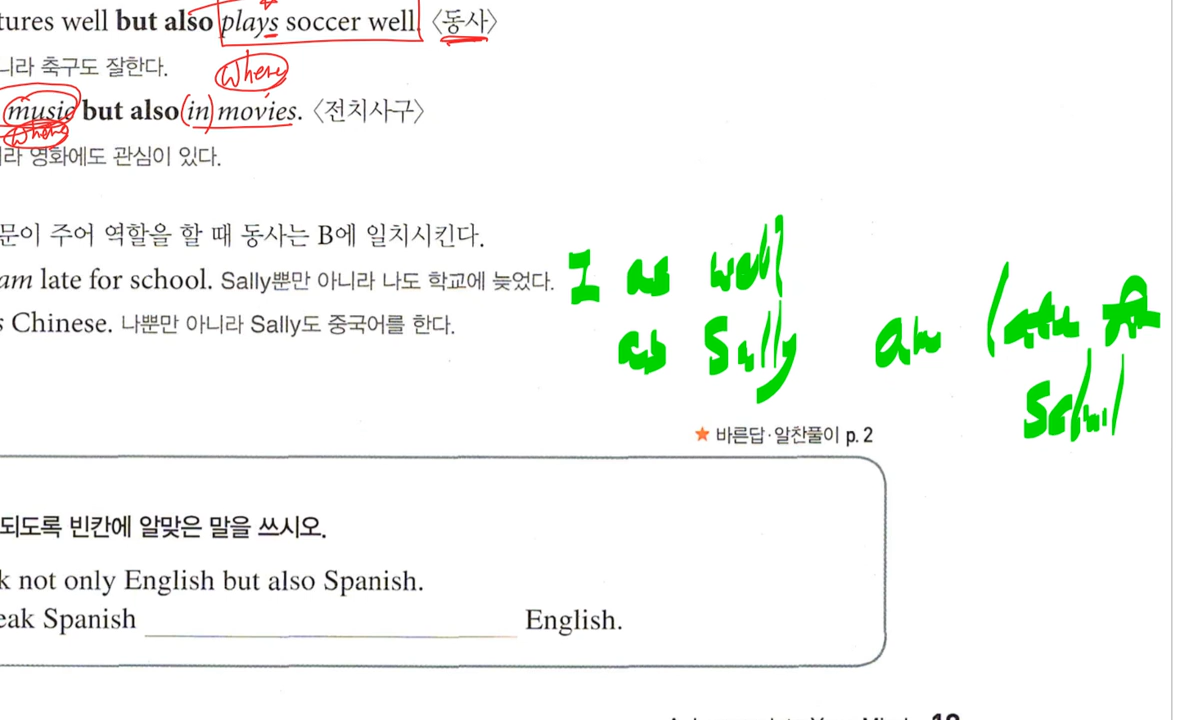 tures well but also plays soccer well. 〈동사〉
니라 축구도 잘한다.
where
music but also (in) movies. 〈전치사구〉
where
라 영화에도 관심이 있다.
문이 주어 역할을 할 때 동사는 B에 일치시킨다.
am late for school. Sally뿐만 아니라 나도 학교에 늦었다.
s Chinese. 나뿐만 아니라 Sally도 중국어를 한다.
I as well
as Sally am late for
School
★ 바른답·알찬풀이 p. 2
되도록 빈칸에 알맞은 말을 쓰시오.
k not only English but also Spanish.
eak Spanish ____________ English.